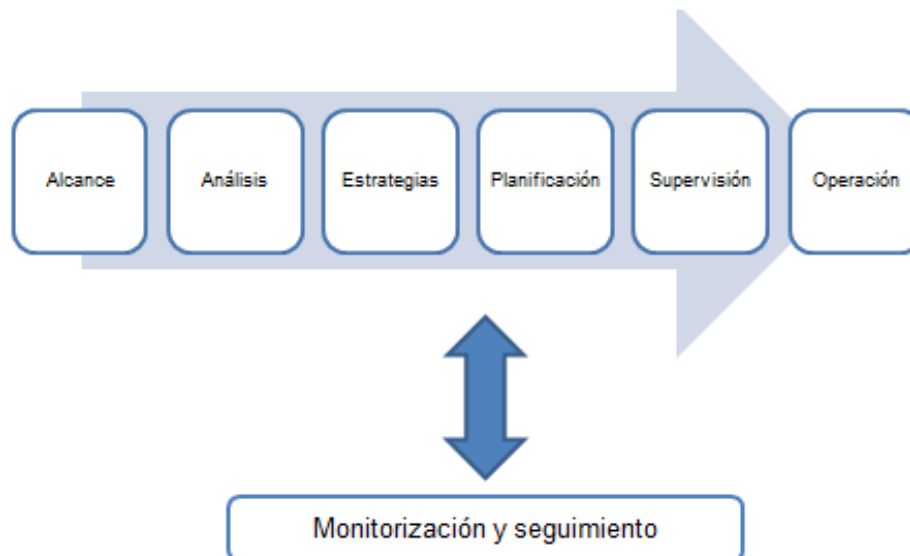 Alcance
Análisis
Estrategias
Planificación
Supervisión
Operación
Monitorización y seguimiento